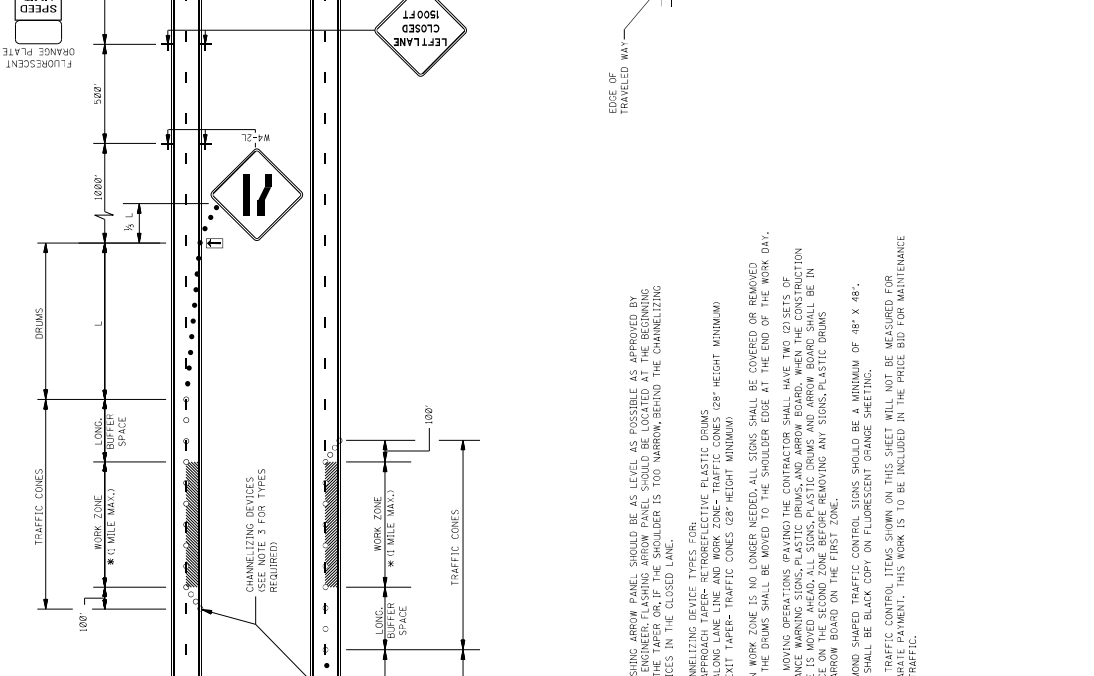 SPEED
FLUORESCENT
ORANGE PLATE
LEFT LANE
CLOSED
1500 FT
500'
W4-2L
1000'
⅓ L
DRUMS
L
LONG.
BUFFER
SPACE
TRAFFIC CONES
WORK ZONE
* (1 MILE MAX.)
100'
CHANNELIZING DEVICES
(SEE NOTE 3 FOR TYPES
REQUIRED)
100'
WORK ZONE
* (1 MILE MAX.)
TRAFFIC CONES
LONG.
BUFFER
SPACE
EDGE OF
TRAVELED WAY
SHING ARROW PANEL SHOULD BE AS LEVEL AS POSSIBLE AS APPROVED BY
ENGINEER. FLASHING ARROW PANEL SHOULD BE LOCATED AT THE BEGINNING
THE TAPER OR, IF THE SHOULDER IS TOO NARROW, BEHIND THE CHANNELIZING
ICES IN THE CLOSED LANE.
NNELIZING DEVICE TYPES FOR:
APPROACH TAPER- RETROREFLECTIVE PLASTIC DRUMS
ALONG LANE LINE AND WORK ZONE- TRAFFIC CONES (28" HEIGHT MINIMUM)
EXIT TAPER- TRAFFIC CONES (28" HEIGHT MINIMUM)
N WORK ZONE IS NO LONGER NEEDED, ALL SIGNS SHALL BE COVERED OR REMOVED
THE DRUMS SHALL BE MOVED TO THE SHOULDER EDGE AT THE END OF THE WORK DAY.
MOVING OPERATIONS (PAVING THE CONTRACTOR SHALL HAVE TWO (2) SETS OF
ANCE WARNING SIGNS, PLASTIC DRUMS, AND ARROW BOARD. WHEN THE CONSTRUCTION
E IS MOVED AHEAD, ALL SIGNS, PLASTIC DRUMS AND ARROW BOARD SHALL BE IN
CE ON THE SECOND ZONE BEFORE REMOVING ANY SIGNS, PLASTIC DRUMS
ARROW BOARD ON THE FIRST ZONE.
MOND SHAPED TRAFFIC CONTROL SIGNS SHOULD BE A MINIMUM OF 48" X 48".
SHALL BE BLACK COPY ON FLUORESCENT ORANGE SHEETING.
TRAFFIC CONTROL ITEMS SHOWN ON THIS SHEET WILL NOT BE MEASURED FOR
RATE PAYMENT. THIS WORK IS TO BE INCLUDED IN THE PRICE BID FOR MAINTENANCE
TRAFFIC.